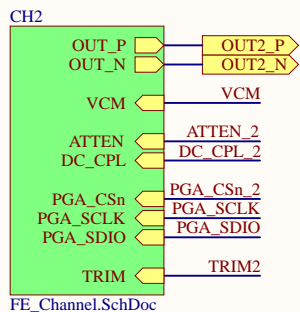 CH2
OUT_P OUT2_P
OUT_N OUT2_N
VCM VCM
ATTEN ATTEN_2
DC_CPL DC_CPL_2
PGA_CSn PGA_CSn_2
PGA_SCLK PGA_SCLK
PGA_SDIO PGA_SDIO
TRIM TRIM2
FE_Channel.SchDoc